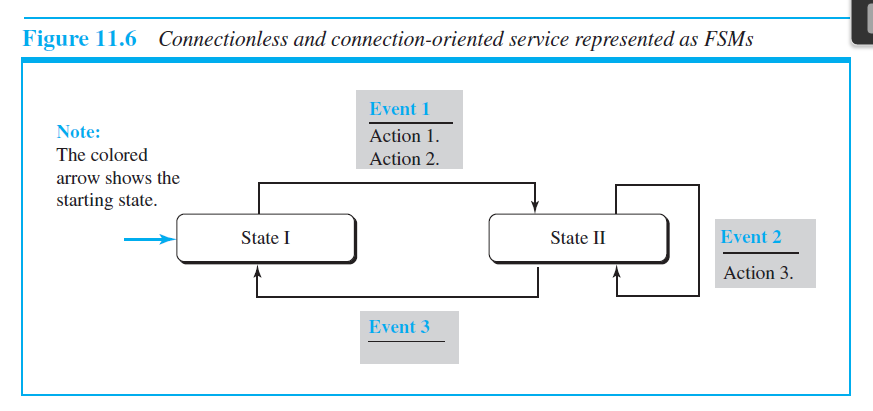 Figure 11.6 Connectionless and connection-oriented service represented as FSMs
Note:
The colored
arrow shows the
starting state.
Event 1
Action 1.
Action 2.
State I
State II
Event 2
Action 3.
Event 3